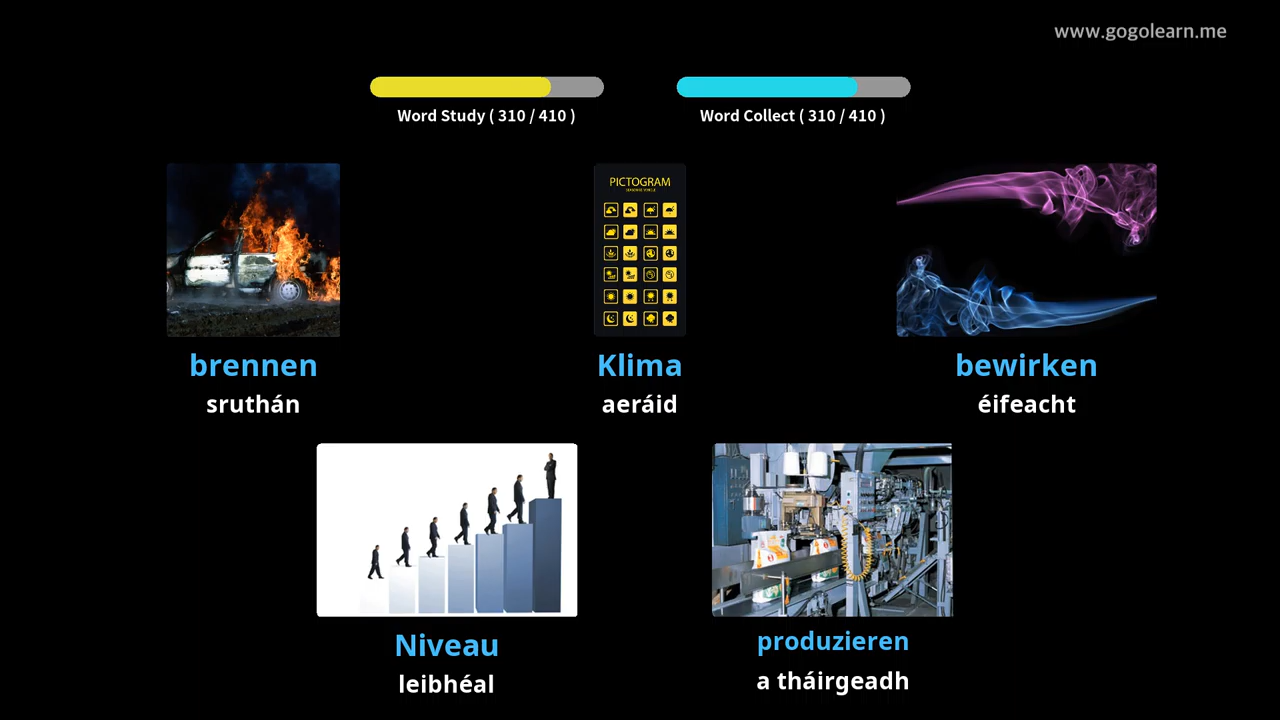 www.gogolearn.me
Word Study ( 310 / 410 )
Word Collect ( 310 / 410 )
PICTOGRAM
brennen
sruthán
Klima
aeráid
bewirken
éifeacht
Niveau
leibhéal
produzieren
a tháirgeadh